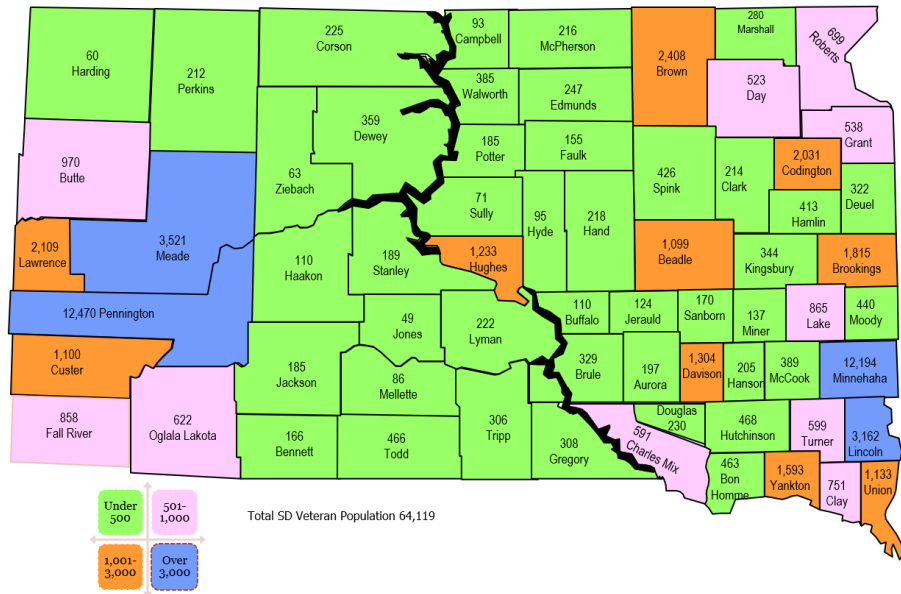 60
Harding
212
Perkins
225
Corson
93
Campbell
216
McPherson
2,408
Brown
280
Marshall
699
Roberts
385
Walworth
247
Edmunds
523
Day
359
Dewey
970
Butte
63
Ziebach
185
Potter
155
Faulk
426
Spink
214
Clark
2,031
Codington
538
Grant
322
Deuel
413
Hamlin
71
Sully
95
Hyde
218
Hand
2,109
Lawrence
3,521
Meade
110
Haakon
189
Stanley
1,233
Hughes
1,099
Beadle
344
Kingsbury
1,815
Brookings
12,470 Pennington
49
Jones
222
Lyman
110
Buffalo
124
Jerauld
170
Sanborn
137
Miner
865
Lake
440
Moody
1,100
Custer
185
Jackson
86
Mellette
329
Brule
197
Aurora
1,304
Davison
205
Hanson
389
McCook
12,194
Minnehaha
858
Fall River
622
Oglala Lakota
166
Bennett
466
Todd
306
Tripp
308
Gregory
591
Charles Mix
Douglas
230
468
Hutchinson
599
Turner
3,162
Lincoln
463
Bon
Homme
1,593
Yankton
751
Clay
1,133
Union
Under
500
501-
1,000
1,001-
3,000
Over
3,000
Total SD Veteran Population 64,119